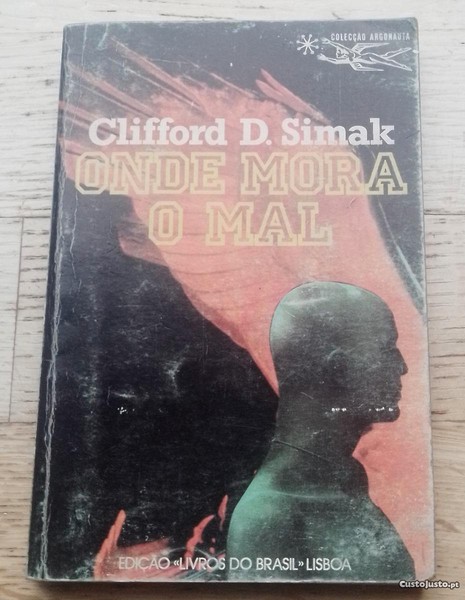 COLECÇÃO ARGONAUTA
Clifford D. Simak
ONDE MORA
O MAL
EDIÇÃO «LIVROS DO BRASIL» LISBOA
CustoJusto.pt